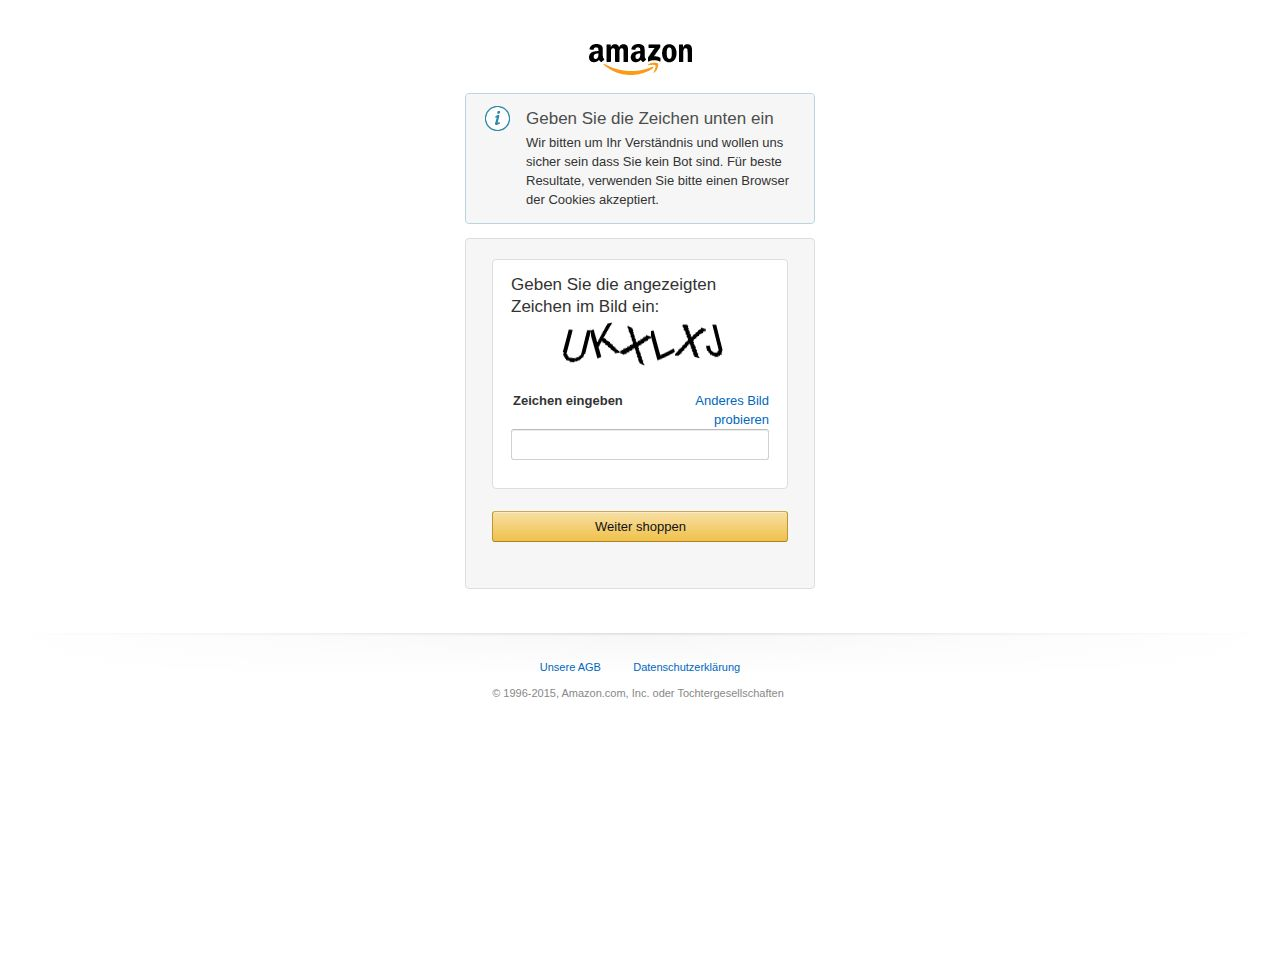 amazon
Geben Sie die Zeichen unten ein
Wir bitten um Ihr Verständnis und wollen uns
sicher sein dass Sie kein Bot sind. Für beste
Resultate, verwenden Sie bitte einen Browser
der Cookies akzeptiert.
Geben Sie die angezeigten
Zeichen im Bild ein:
UKXLXJ
Zeichen eingeben
Anderes Bild
probieren
Weiter shoppen
Unsere AGB
Datenschutzerklärung
© 1996-2015, Amazon.com, Inc. oder Tochtergesellschaften